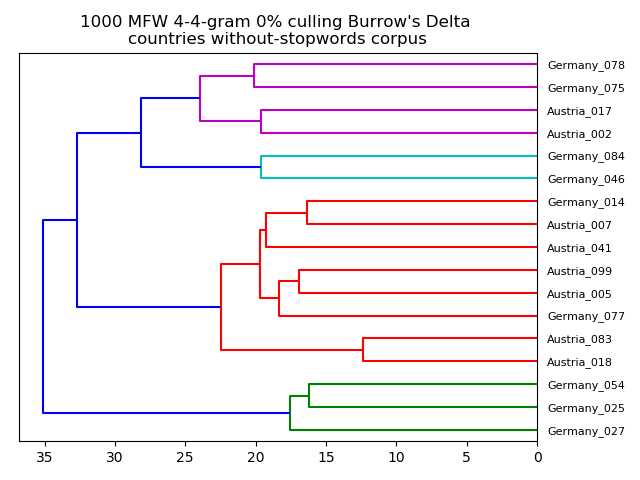 1000 MFW 4-4-gram 0% culling Burrow's Delta
countries without-stopwords corpus
Germany_078
Germany_075
Austria_017
Austria_002
Germany_084
Germany_046
Germany_014
Austria_007
Austria_041
Austria_099
Austria_005
Germany_077
Austria_083
Austria_018
Germany_054
Germany_025
Germany_027
35 30 25 20 15 10 5 0